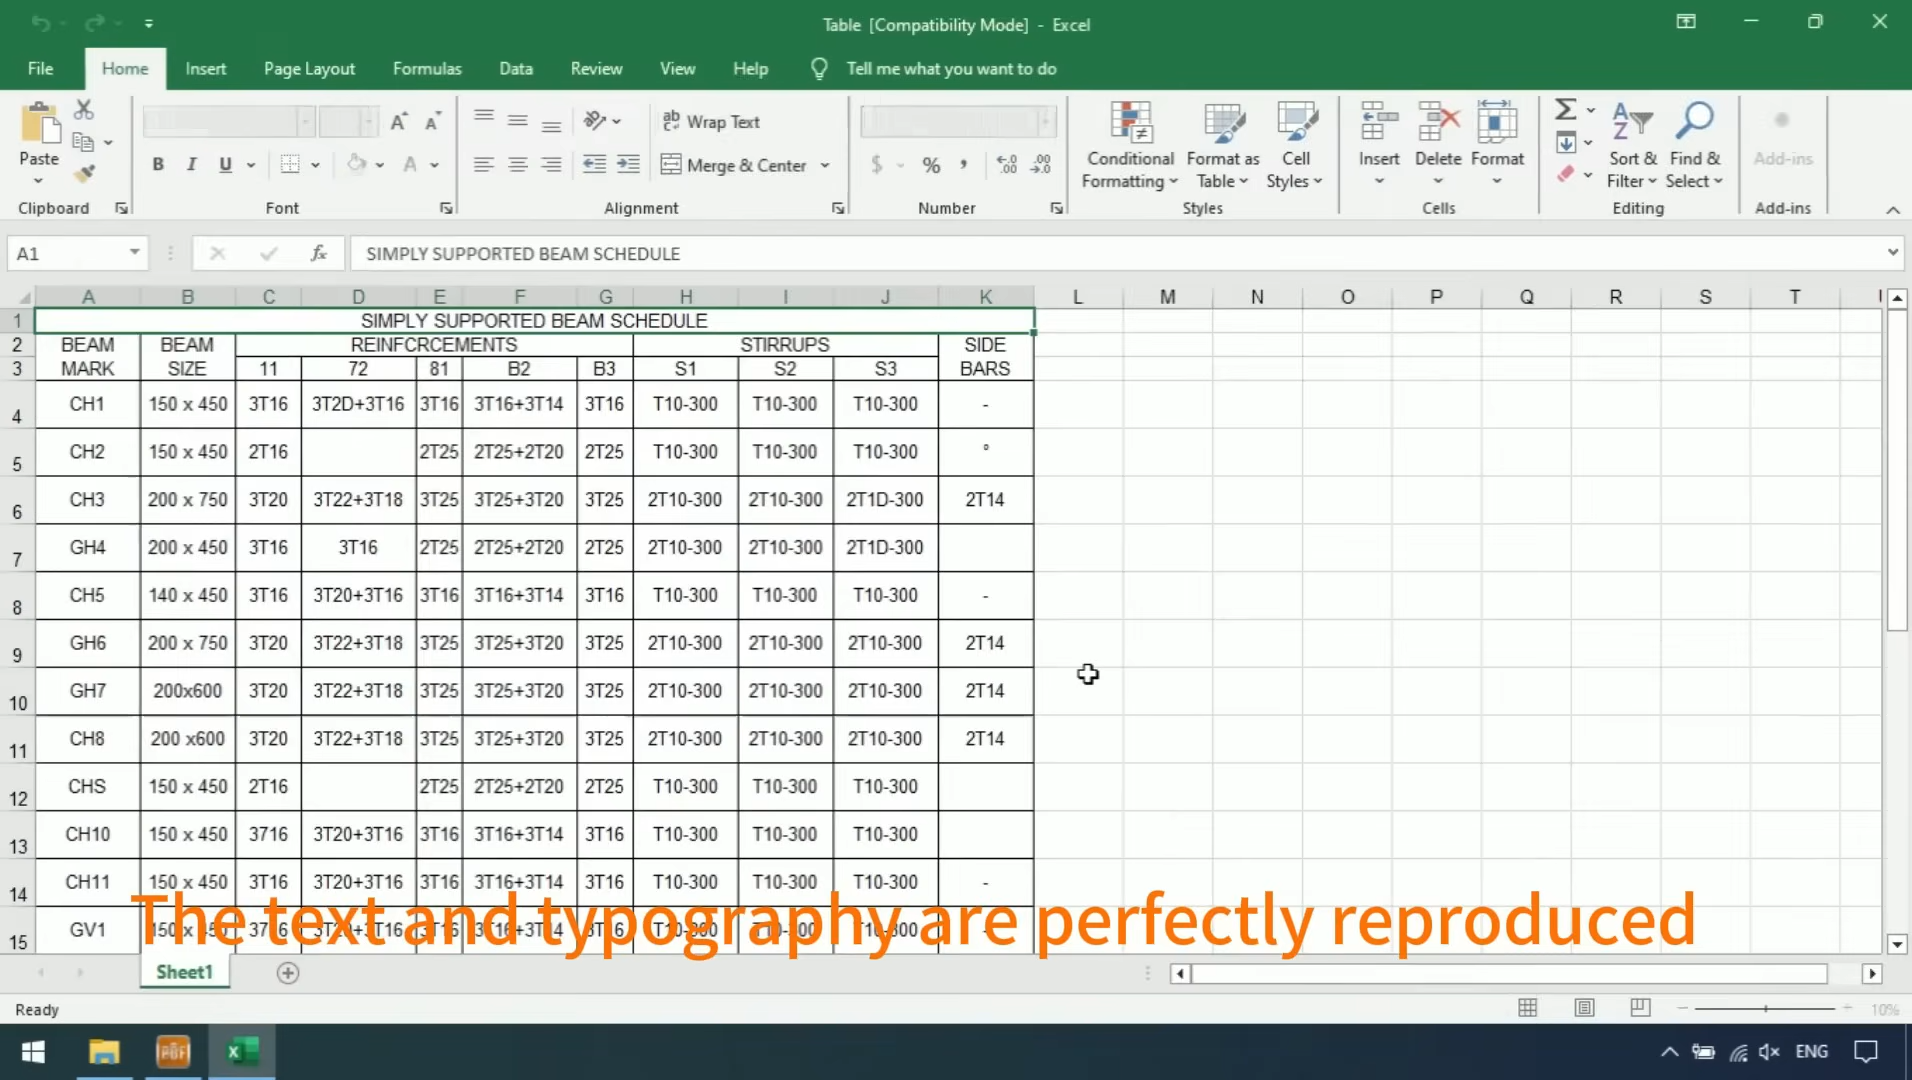 Table [Compatibility Mode] - Excel
File Home Insert Page Layout Formulas Data Review View Help Tell me what you want to do
Paste
Wrap Text
Merge & Center
Conditional Formatting
Format as Table
Cell Styles
Insert Delete Format
Sort & Filter
Find & Select
Add-ins
Clipboard Font Alignment Number Styles Cells Editing Add-ins
A1 fx SIMPLY SUPPORTED BEAM SCHEDULE
A B C D E F G H I J K L M N O P Q R S T
1 SIMPLY SUPPORTED BEAM SCHEDULE
2 BEAM BEAM REINFCRCEMENTS STIRRUPS SIDE
3 MARK SIZE 11 72 81 B2 B3 S1 S2 S3 BARS
4 CH1 150 x 450 3T16 3T2D+3T16 3T16 3T16+3T14 3T16 T10-300 T10-300 T10-300 -
5 CH2 150 x 450 2T16 2T25 2T25+2T20 2T25 T10-300 T10-300 T10-300 °
6 CH3 200 x 750 3T20 3T22+3T18 3T25 3T25+3T20 3T25 2T10-300 2T10-300 2T1D-300 2T14
7 GH4 200 x 450 3T16 3T16 2T25 2T25+2T20 2T25 2T10-300 2T10-300 2T1D-300
8 CH5 140 x 450 3T16 3T20+3T16 3T16 3T16+3T14 3T16 T10-300 T10-300 T10-300 -
9 GH6 200 x 750 3T20 3T22+3T18 3T25 3T25+3T20 3T25 2T10-300 2T10-300 2T10-300 2T14
10 GH7 200x600 3T20 3T22+3T18 3T25 3T25+3T20 3T25 2T10-300 2T10-300 2T10-300 2T14
11 CH8 200 x600 3T20 3T22+3T18 3T25 3T25+3T20 3T25 2T10-300 2T10-300 2T10-300 2T14
12 CHS 150 x 450 2T16 2T25 2T25+2T20 2T25 T10-300 T10-300 T10-300
13 CH10 150 x 450 3716 3T20+3T16 3T16 3T16+3T14 3T16 T10-300 T10-300 T10-300
14 CH11 150 x 450 3T16 3T20+3T16 3T16 3T16+3T14 3T16 T10-300 T10-300 T10-300 -
15 GV1
The text and typography are perfectly reproduced
Sheet1
Ready
10%
PDF
ENG